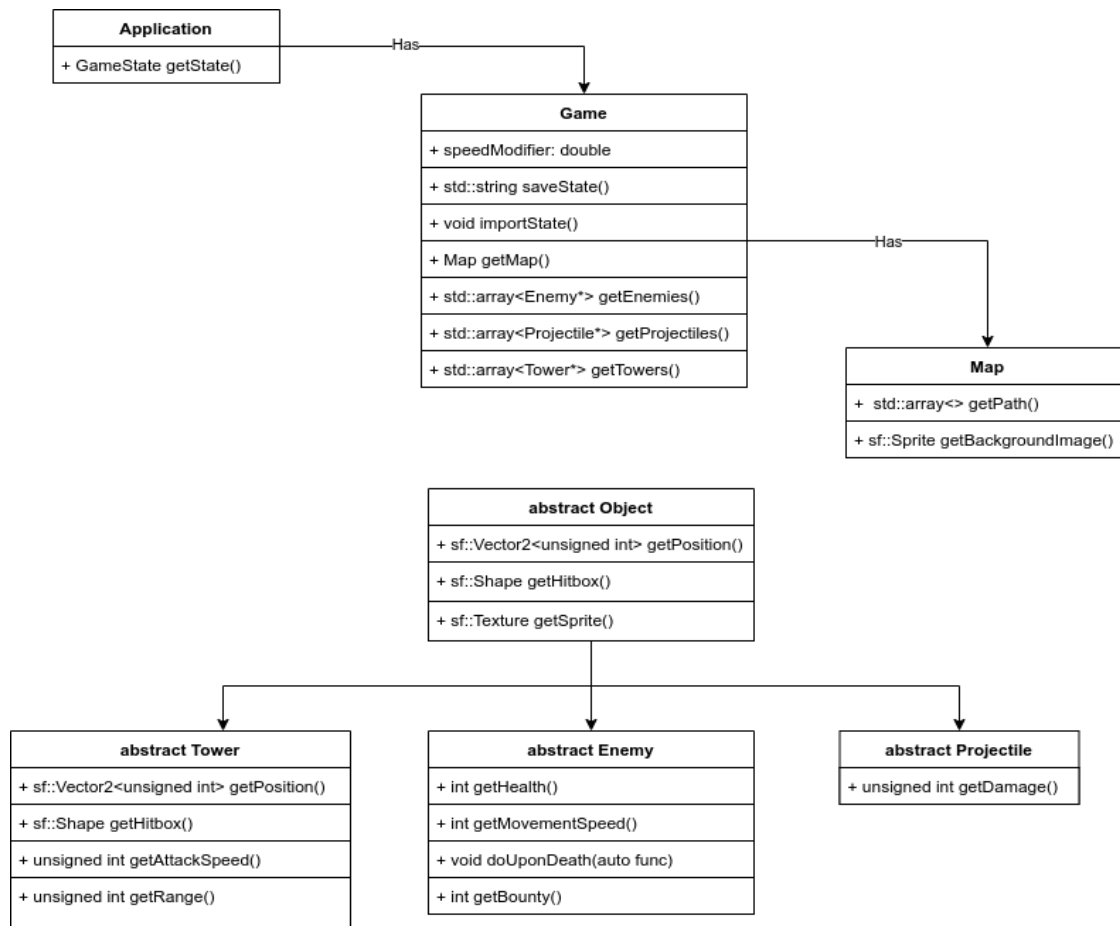 Application
+ GameState getState()
Has
Game
+ speedModifier: double
+ std::string saveState()
+ void importState()
+ Map getMap()
+ std::array<Enemy*> getEnemies()
+ std::array<Projectile*> getProjectiles()
+ std::array<Tower*> getTowers()
Has
Map
+ std::array<> getPath()
+ sf::Sprite getBackgroundImage()
abstract Object
+ sf::Vector2<unsigned int> getPosition()
+ sf::Shape getHitbox()
+ sf::Texture getSprite()
abstract Tower
+ sf::Vector2<unsigned int> getPosition()
+ sf::Shape getHitbox()
+ unsigned int getAttackSpeed()
+ unsigned int getRange()
abstract Enemy
+ int getHealth()
+ int getMovementSpeed()
+ void doUponDeath(auto func)
+ int getBounty()
abstract Projectile
+ unsigned int getDamage()